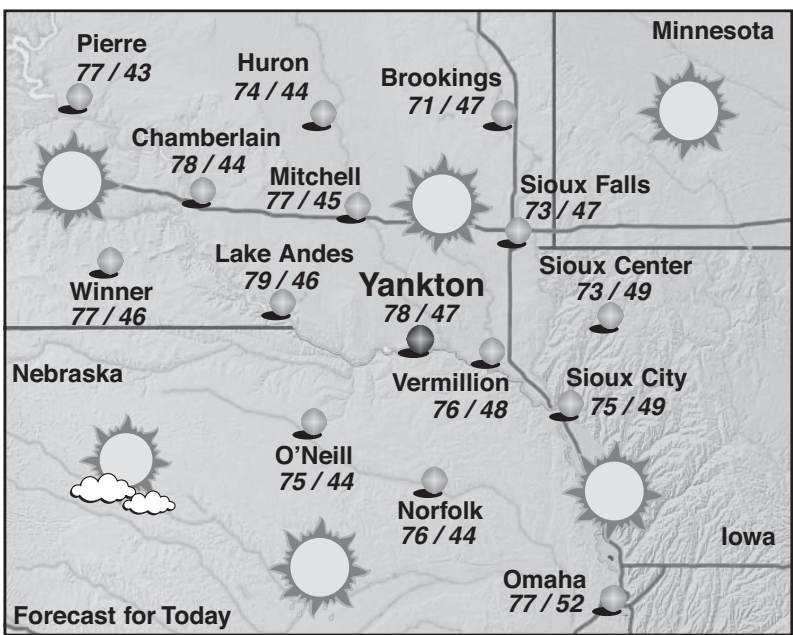 Minnesota
Pierre
77 / 43
Huron
74 / 44
Brookings
71 / 47
Chamberlain
78 / 44
Mitchell
77 / 45
Sioux Falls
73 / 47
Lake Andes
79 / 46
Yankton
78 / 47
Sioux Center
73 / 49
Winner
77 / 46
Nebraska
Vermillion
76 / 48
Sioux City
75 / 49
O'Neill
75 / 44
Norfolk
76 / 44
Iowa
Omaha
77 / 52
Forecast for Today